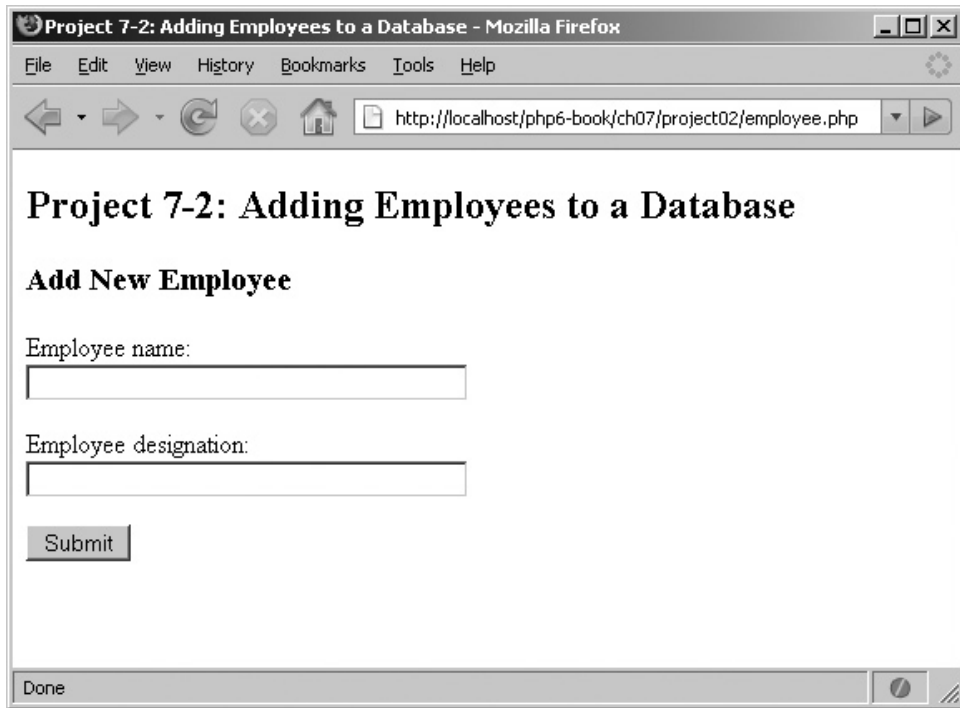 Project 7-2: Adding Employees to a Database - Mozilla Firefox
File Edit View History Bookmarks Tools Help
http://localhost/php6-book/ch07/project02/employee.php
Project 7-2: Adding Employees to a Database
Add New Employee
Employee name:
Employee designation:
Submit
Done